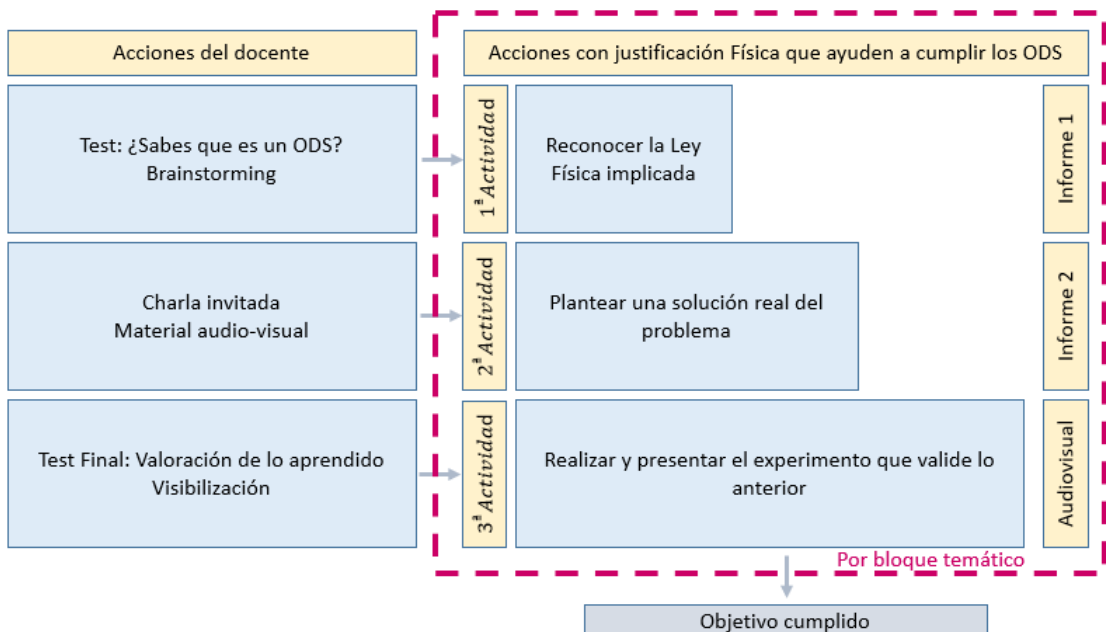 Acciones del docente
Acciones con justificación Física que ayuden a cumplir los ODS
Test: ¿Sabes que es un ODS?
Brainstorming
1ª Actividad
Reconocer la Ley
Física implicada
Informe 1
Charla invitada
Material audio-visual
2ª Actividad
Plantear una solución real del
problema
Informe 2
Test Final: Valoración de lo aprendido
Visibilización
3ª Actividad
Realizar y presentar el experimento que valide lo
anterior
Audiovisual
Por bloque temático
Objetivo cumplido